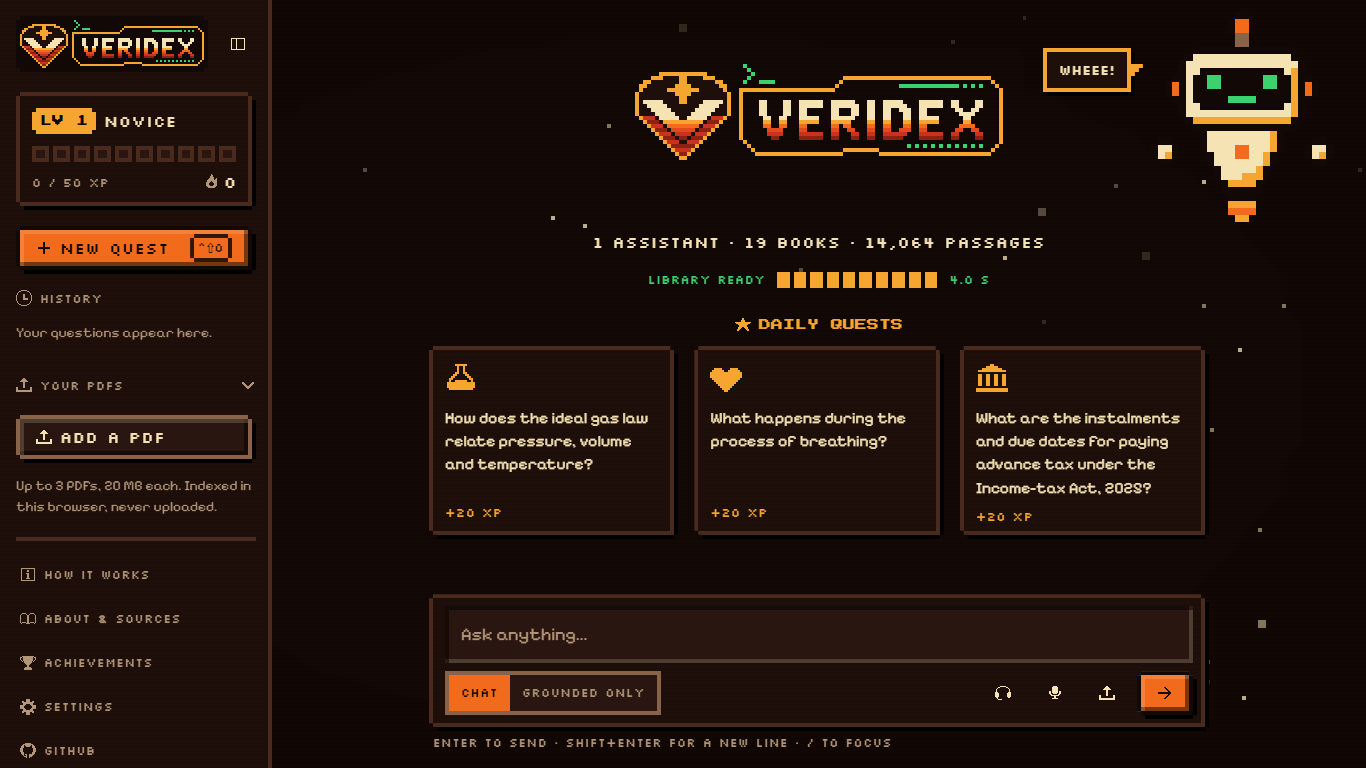 VERIDEX
LV 1 NOVICE
0 / 50 XP 0
+ NEW QUEST ^⇧O
HISTORY
Your questions appear here.
YOUR PDFS
ADD A PDF
Up to 3 PDFs, 20 MB each. Indexed in
this browser, never uploaded.
HOW IT WORKS
ABOUT & SOURCES
ACHIEVEMENTS
SETTINGS
GITHUB
>_
VERIDEX
WHEEE!
1 ASSISTANT · 19 BOOKS · 14,064 PASSAGES
LIBRARY READY 4.0 S
DAILY QUESTS
How does the ideal gas law
relate pressure, volume
and temperature?
+20 XP
What happens during the
process of breathing?
+20 XP
What are the instalments
and due dates for paying
advance tax under the
Income-tax Act, 2025?
+20 XP
Ask anything...
CHAT GROUNDED ONLY
ENTER TO SEND · SHIFT+ENTER FOR A NEW LINE · / TO FOCUS